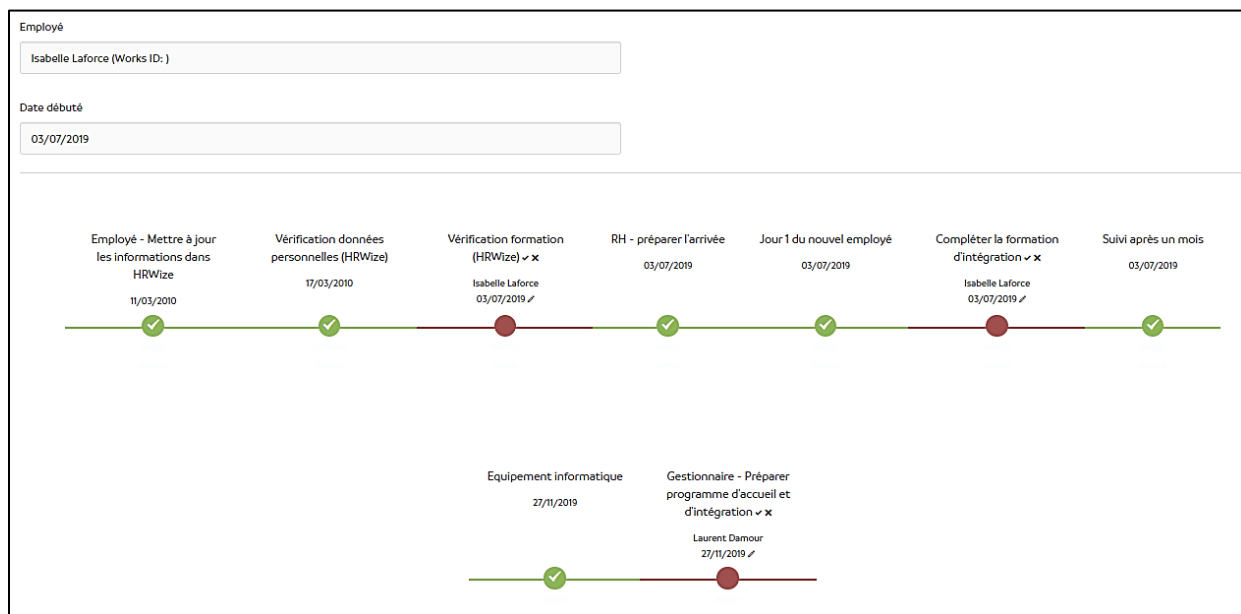 Employé
Isabelle Laforce (Works ID: )
Date débuté
03/07/2019
Employé - Mettre à jour
les informations dans
HRWize
11/03/2010
Vérification données
personnelles (HRWize)
17/03/2010
Vérification formation
(HRWize)
Isabelle Laforce
03/07/2019
RH - préparer l'arrivée
03/07/2019
Jour 1 du nouvel employé
03/07/2019
Compléter la formation
d'intégration
Isabelle Laforce
03/07/2019
Suivi après un mois
03/07/2019
Equipement informatique
27/11/2019
Gestionnaire - Préparer
programme d'accueil et
d'intégration
Laurent Damour
27/11/2019